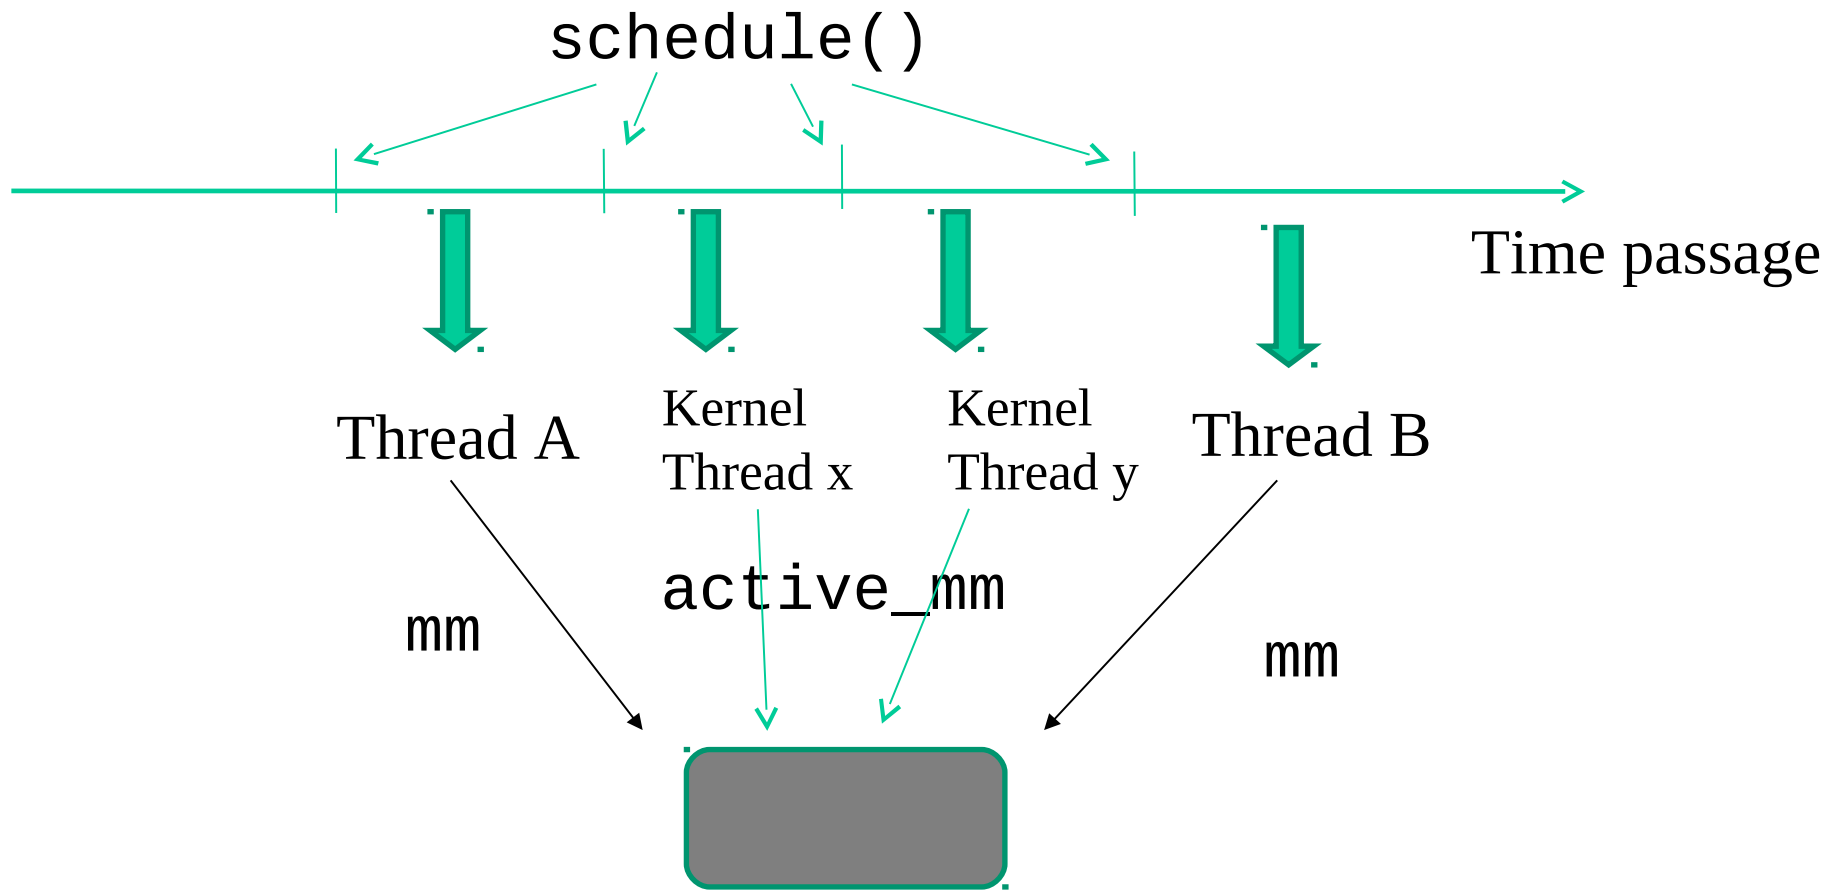 schedule()
Time passage
Thread A
Kernel
Thread x
Kernel
Thread y
Thread B
active_mm
mm
mm